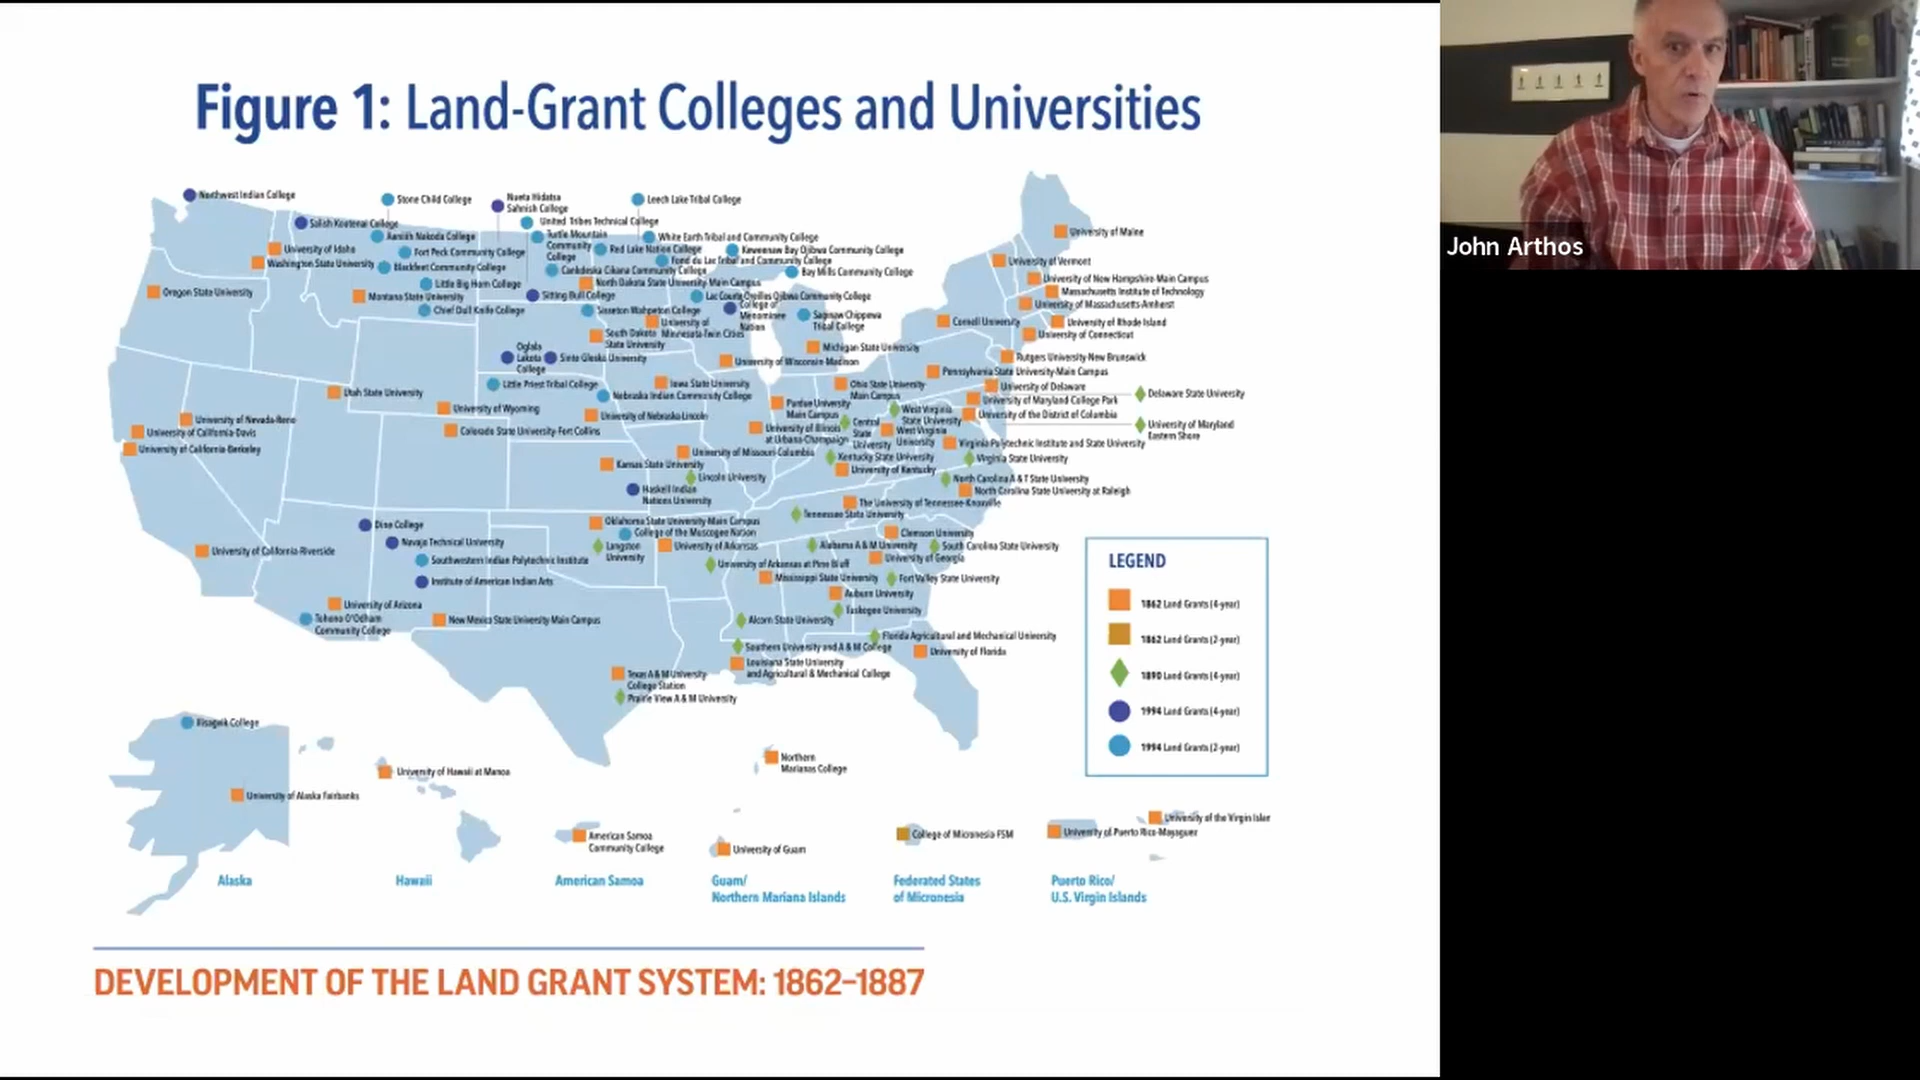 Figure 1: Land-Grant Colleges and Universities
John Arthos
Northwest Indian College
Stone Child College
Nueta Hidatsa
Sahnish College
Leech Lake Tribal College
Salish Kootenai College
United Tribes Technical College
Aaniiih Nakoda College
Turtle Mountain
Community
College
White Earth Tribal and Community College
University of Maine
University of Idaho
Fort Peck Community College
Red Lake Nation College
Keweenaw Bay Ojibwa Community College
Washington State University
Blackfeet Community College
Fond du Lac Tribal and Community College
University of Vermont
Cankdeska Cikana Community College
Bay Mills Community College
Little Big Horn College
North Dakota State University-Main Campus
University of New Hampshire-Main Campus
Oregon State University
Montana State University
Sitting Bull College
Lac Courte Oreilles Ojibwa Community College
Massachusetts Institute of Technology
Chief Dull Knife College
Sisseton Wahpeton College
College of
Menominee
Nation
Saginaw Chippewa
Tribal College
University of Massachusetts-Amherst
University of
Minnesota-Twin Cities
Cornell University
University of Rhode Island
South Dakota
State University
University of Connecticut
Oglala
Lakota
College
Sinte Gleska University
Michigan State University
University of Wisconsin-Madison
Rutgers University-New Brunswick
Pennsylvania State University-Main Campus
Little Priest Tribal College
Iowa State University
Ohio State University
Main Campus
University of Delaware
Utah State University
Nebraska Indian Community College
University of Maryland College Park
Delaware State University
University of Wyoming
Purdue University
Main Campus
West Virginia
State University
University of the District of Columbia
University of Nevada-Reno
University of Nebraska-Lincoln
Central
State
University
University of Maryland
Eastern Shore
University of California-Davis
Colorado State University-Fort Collins
University of Illinois
at Urbana-Champaign
West Virginia
University
Virginia Polytechnic Institute and State University
University of California-Berkeley
University of Missouri-Columbia
Kentucky State University
Virginia State University
Kansas State University
University of Kentucky
Lincoln University
North Carolina A & T State University
Haskell Indian
Nations University
North Carolina State University at Raleigh
The University of Tennessee-Knoxville
Tennessee State University
Dine College
Oklahoma State University-Main Campus
College of the Muscogee Nation
Clemson University
Navajo Technical University
Langston
University
University of Arkansas
Alabama A & M University
South Carolina State University
University of California-Riverside
Southwestern Indian Polytechnic Institute
University of Arkansas at Pine Bluff
University of Georgia
Institute of American Indian Arts
Mississippi State University
Fort Valley State University
University of Arizona
Auburn University
Tohono O'Odham
Community College
New Mexico State University-Main Campus
Alcorn State University
Tuskegee University
Florida Agricultural and Mechanical University
Southern University and A & M College
University of Florida
Louisiana State University
and Agricultural & Mechanical College
Texas A & M University
College Station
Prairie View A & M University
LEGEND
1862 Land Grants (4-year)
1862 Land Grants (2-year)
1890 Land Grants (4-year)
1994 Land Grants (4-year)
1994 Land Grants (2-year)
Ilisagvik College
University of Alaska Fairbanks
University of Hawaii at Manoa
Northern
Marianas College
American Samoa
Community College
University of Guam
College of Micronesia-FSM
University of Puerto Rico-Mayaguez
University of the Virgin Islan
Alaska
Hawaii
American Samoa
Guam/
Northern Mariana Islands
Federated States
of Micronesia
Puerto Rico/
U.S. Virgin Islands
DEVELOPMENT OF THE LAND GRANT SYSTEM: 1862–1887